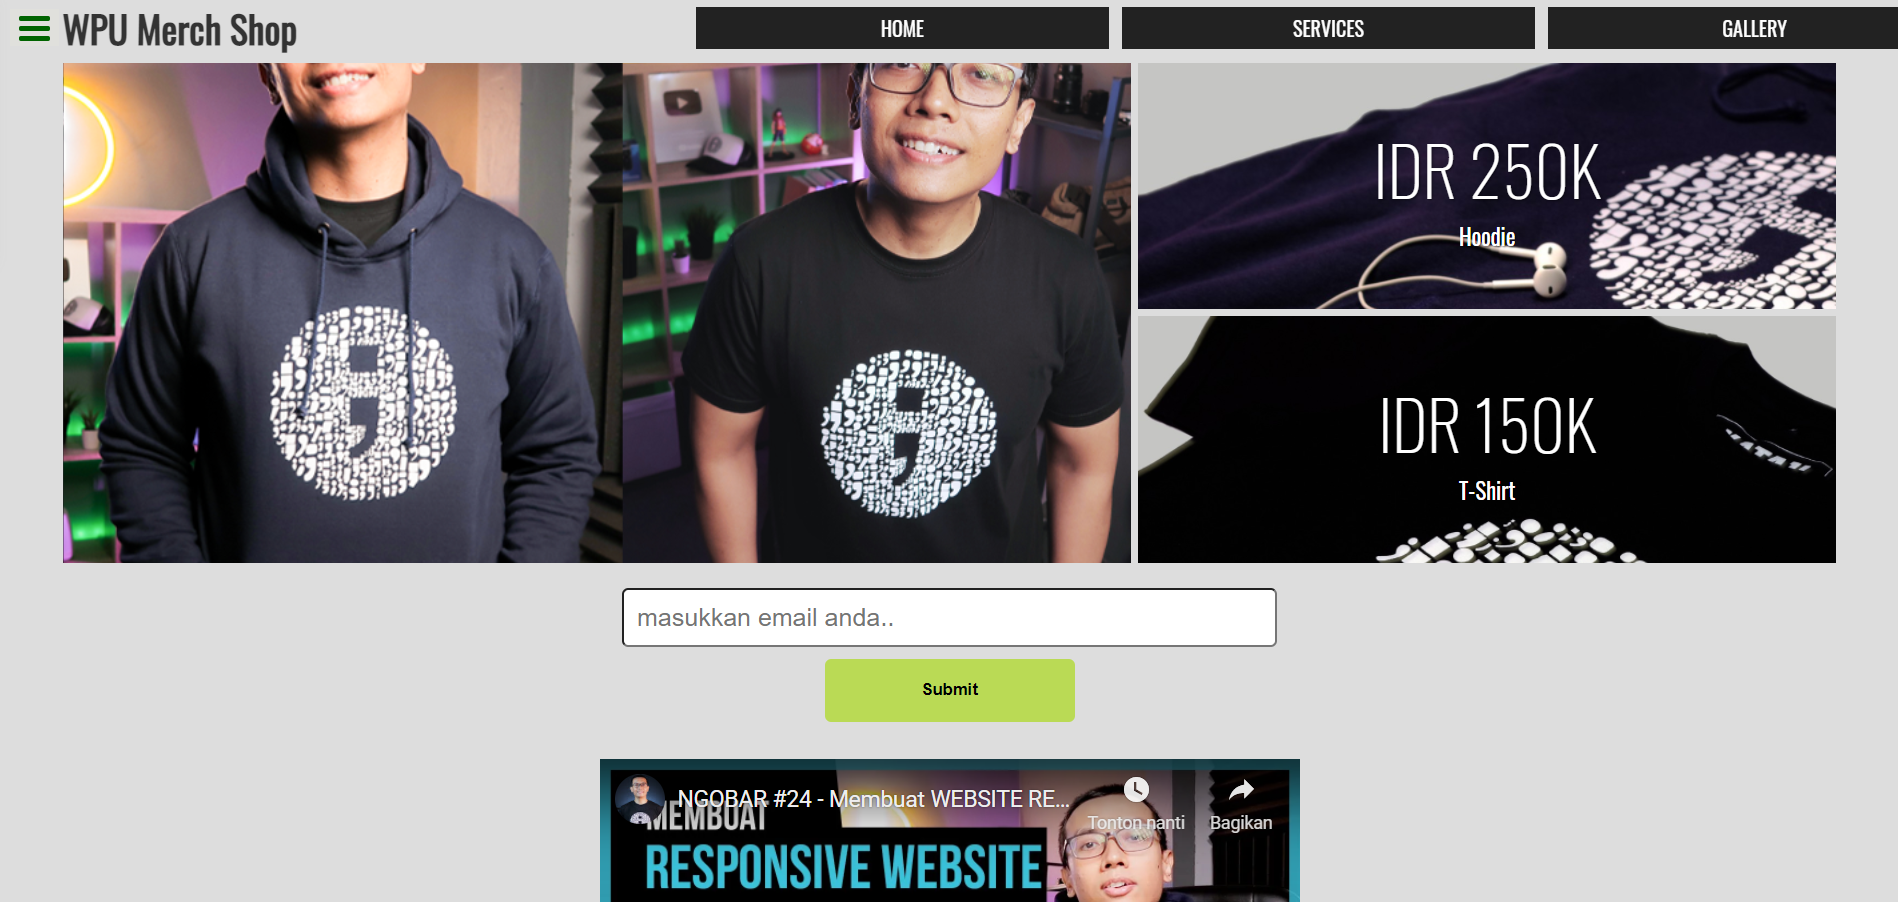 WPU Merch Shop
HOME
SERVICES
GALLERY
IDR 250K
Hoodie
IDR 150K
T-Shirt
masukkan email anda..
Submit
NGOBAR #24 - Membuat WEBSITE RE...
Tonton nanti
Bagikan
MEMBUAT
RESPONSIVE WEBSITE